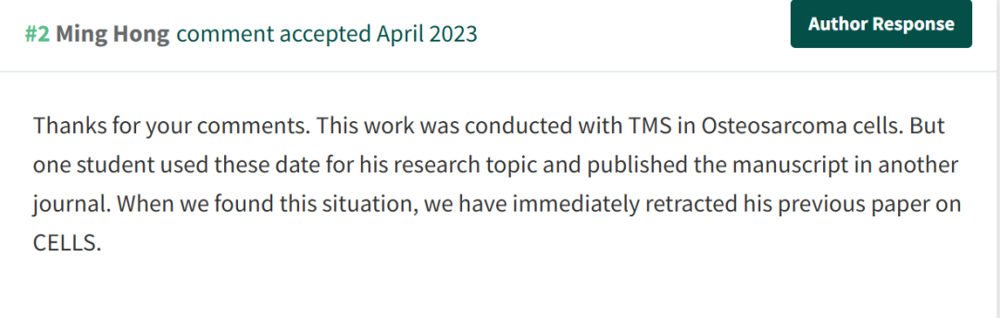 #2 Ming Hong comment accepted April 2023
Author Response
Thanks for your comments. This work was conducted with TMS in Osteosarcoma cells. But
one student used these date for his research topic and published the manuscript in another
journal. When we found this situation, we have immediately retracted his previous paper on
CELLS.